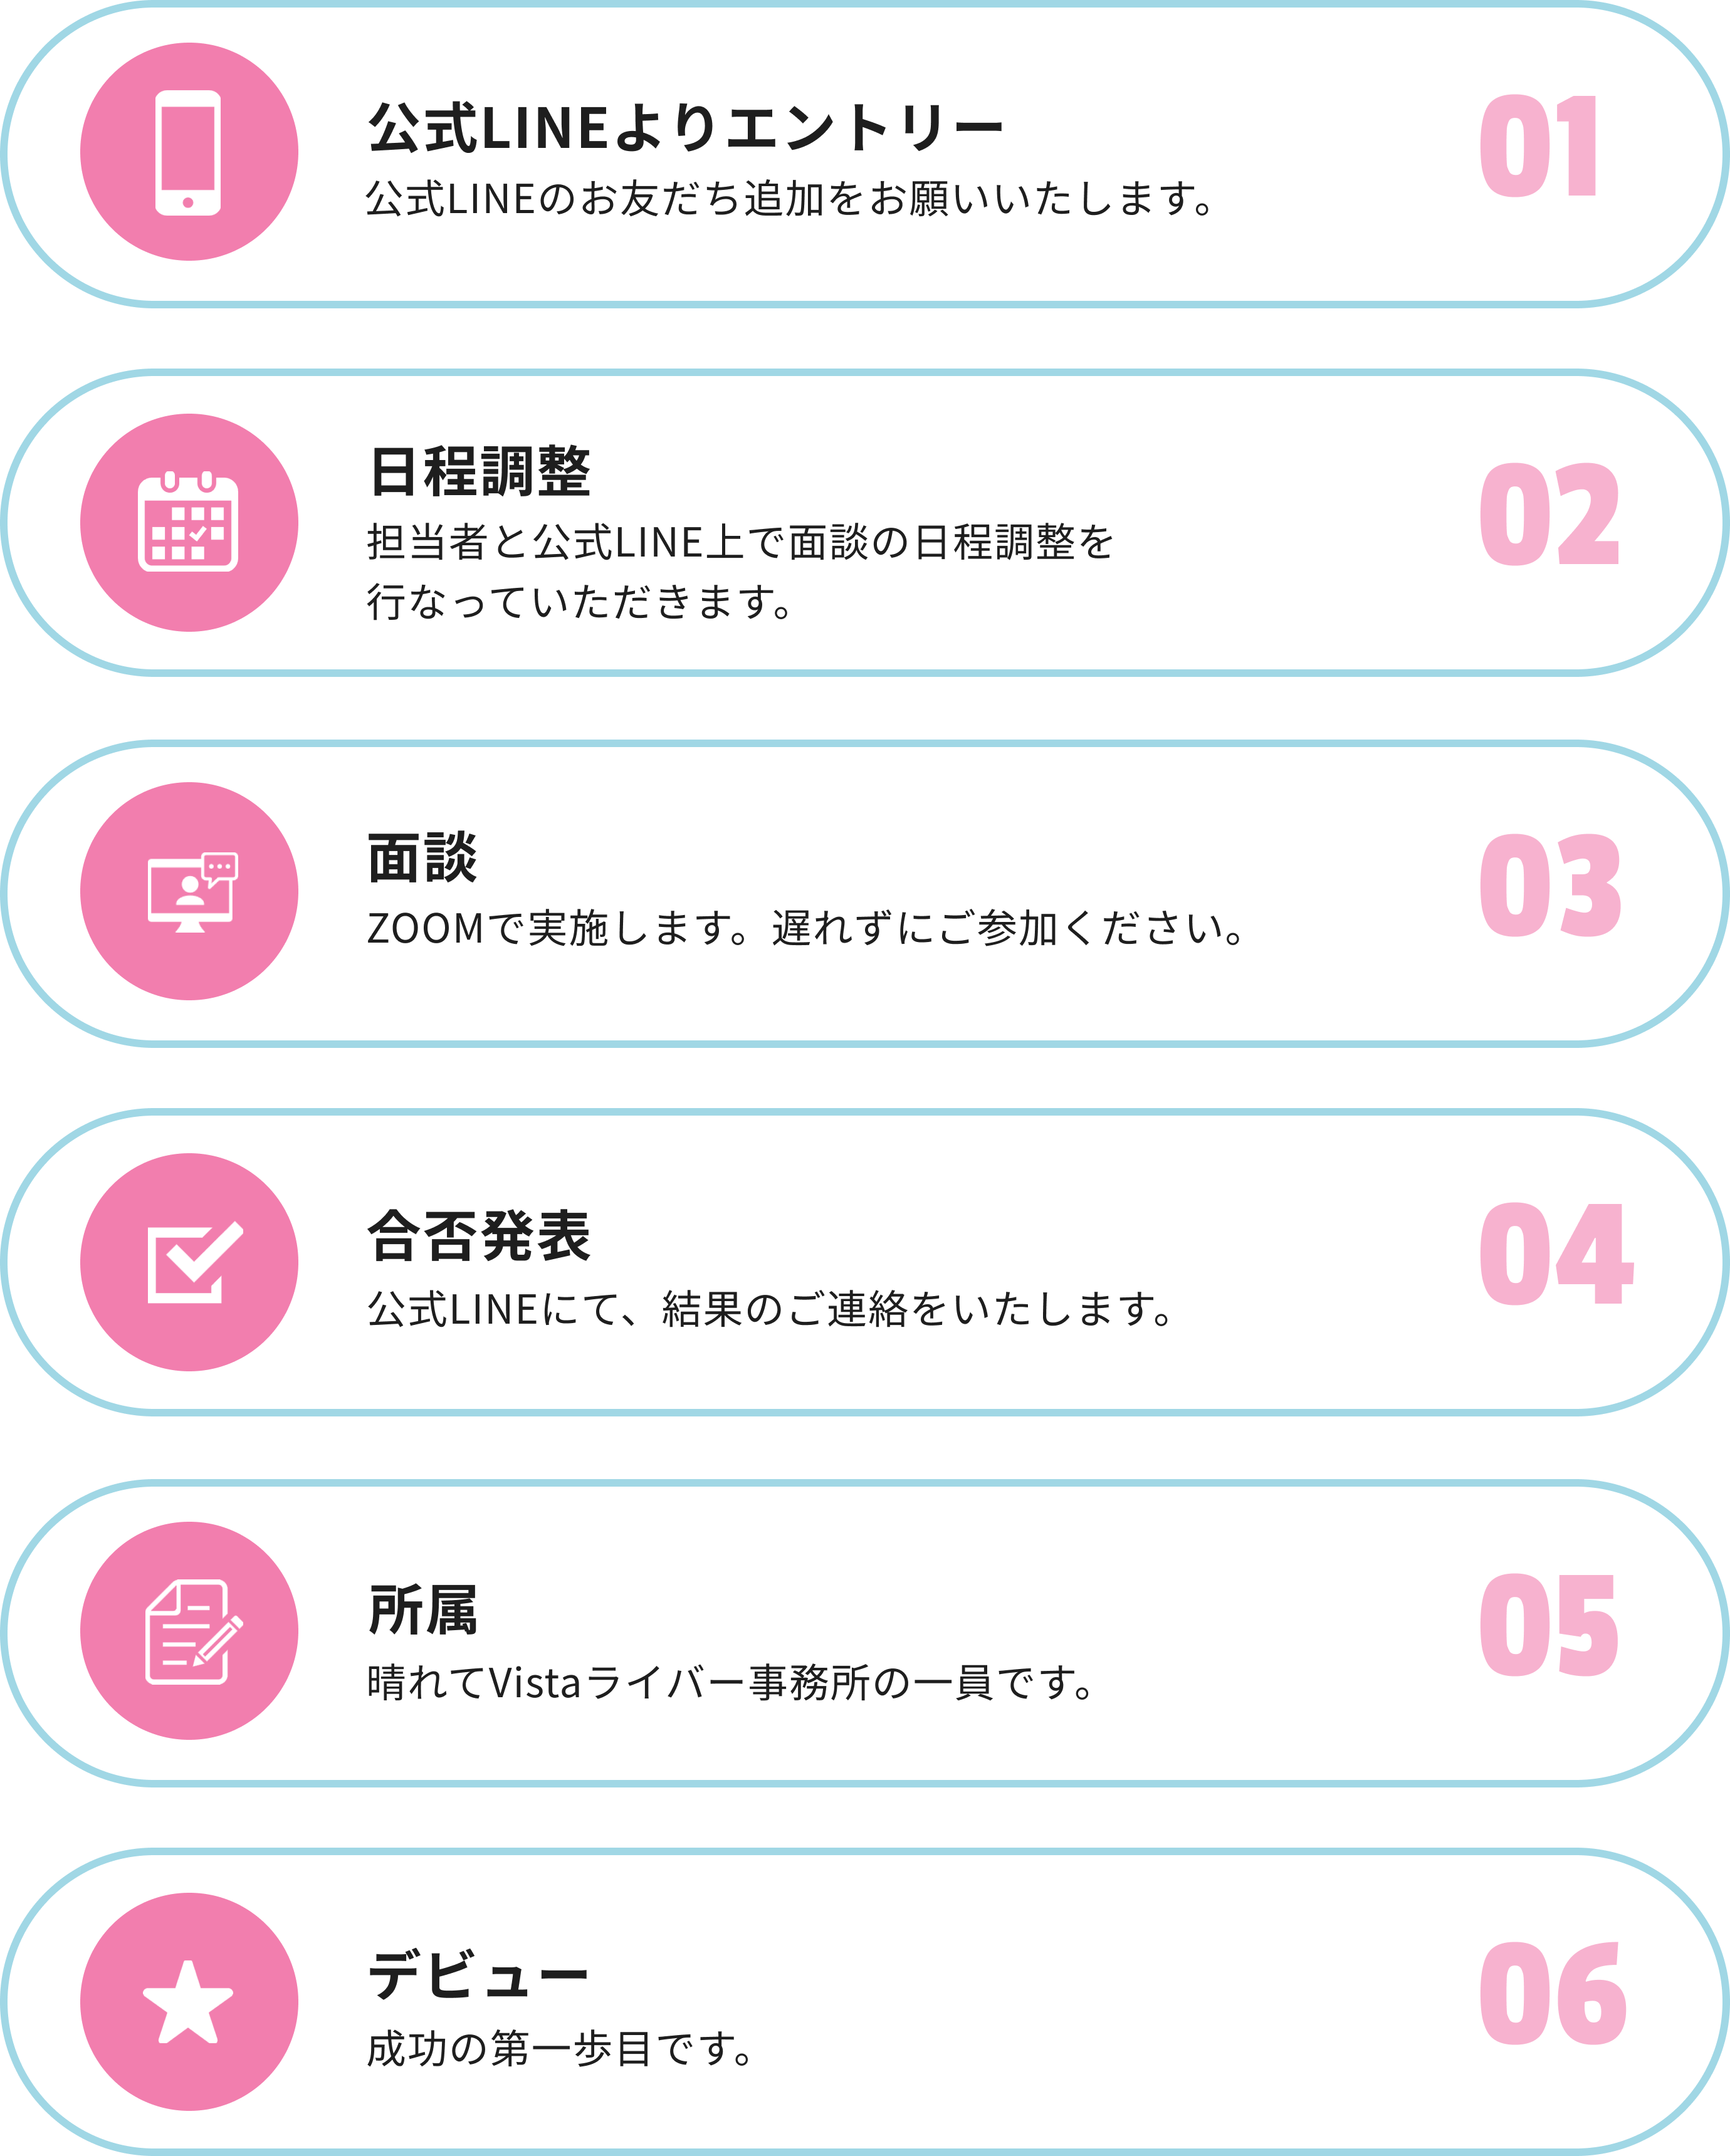 公式LINEよりエントリー
01
公式LINEのお友だち追加をお願いいたします。
日程調整
02
担当者と公式LINE上で面談の日程調整を
行なっていただきます。
面談
03
ZOOMで実施します。遅れずにご参加ください。
合否発表
04
公式LINEにて、結果のご連絡をいたします。
所属
05
晴れてVistaライバー事務所の一員です。
デビュー
06
成功の第一歩目です。